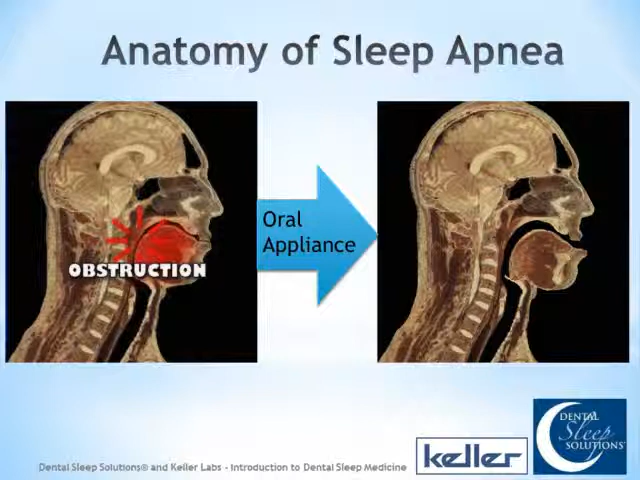 Anatomy of Sleep Apnea
OBSTRUCTION
Oral
Appliance
DENTAL
Sleep
SOLUTIONS
keller
Dental Sleep Solutions® and Keller Labs - Introduction to Dental Sleep Medicine